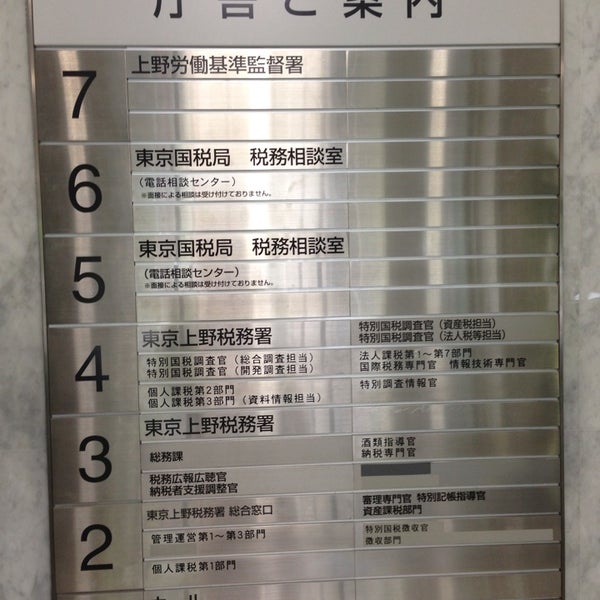 庁舎ご案内
7
上野労働基準監督署
6
東京国税局 税務相談室
（電話相談センター）
※面接による相談は受け付けておりません。
5
東京国税局 税務相談室
（電話相談センター）
※面接による相談は受け付けておりません。
4
東京上野税務署
特別国税調査官（資産税担当）
特別国税調査官（法人税等担当）
特別国税調査官（総合調査担当）
特別国税調査官（開発調査担当）
法人課税第1～第7部門
国際税務専門官 情報技術専門官
個人課税第2部門
個人課税第3部門（資料情報担当）
特別調査情報官
3
東京上野税務署
総務課
酒類指導官
納税専門官
税務広報広聴官
納税者支援調整官
2
東京上野税務署 総合窓口
審理専門官 特別記帳指導官
資産課税部門
管理運営第1～第3部門
特別国税徴収官
徴収部門
個人課税第1部門